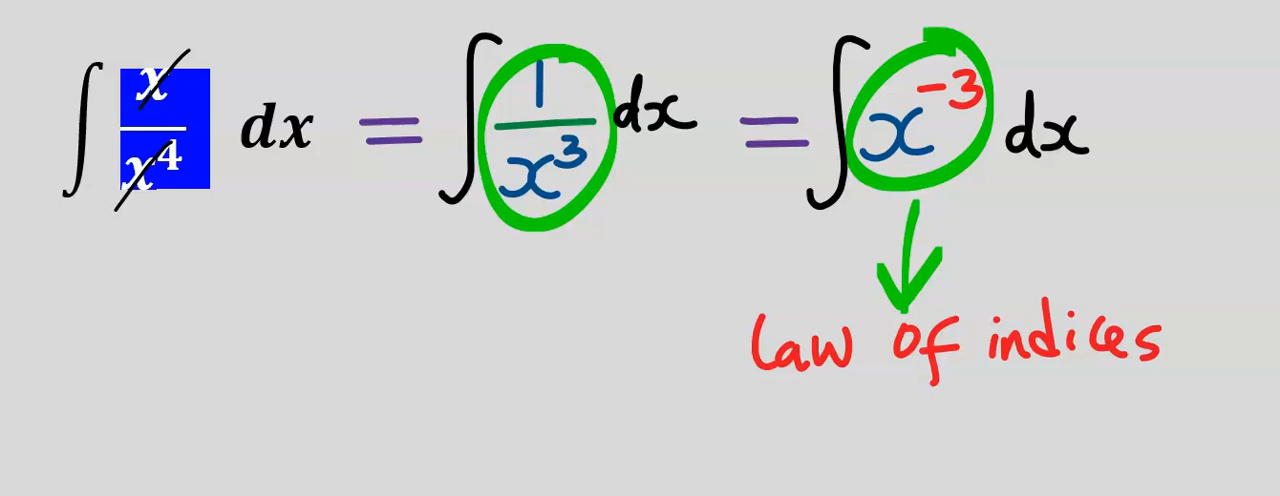 ∫ x/x⁴ dx = ∫ 1/x³ dx = ∫ x⁻³ dx
law of indices